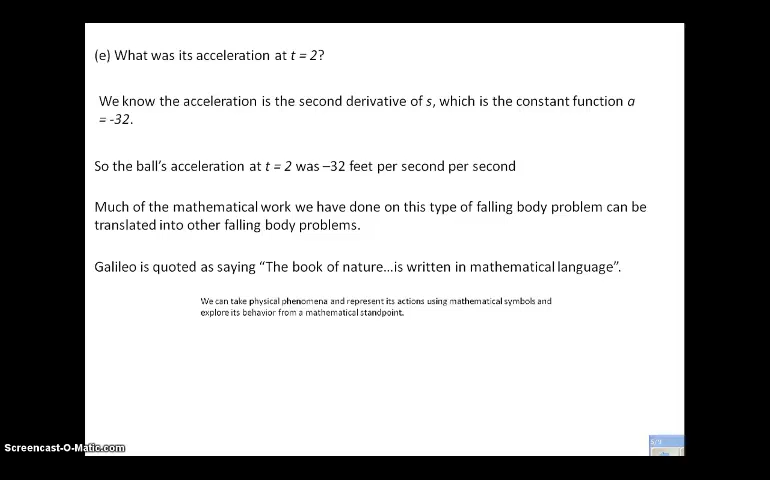 (e) What was its acceleration at t = 2?
We know the acceleration is the second derivative of s, which is the constant function a
= -32.
So the ball's acceleration at t = 2 was –32 feet per second per second
Much of the mathematical work we have done on this type of falling body problem can be
translated into other falling body problems.
Galileo is quoted as saying “The book of nature…is written in mathematical language”.
We can take physical phenomena and represent its actions using mathematical symbols and
explore its behavior from a mathematical standpoint.
Screencast-O-Matic.com